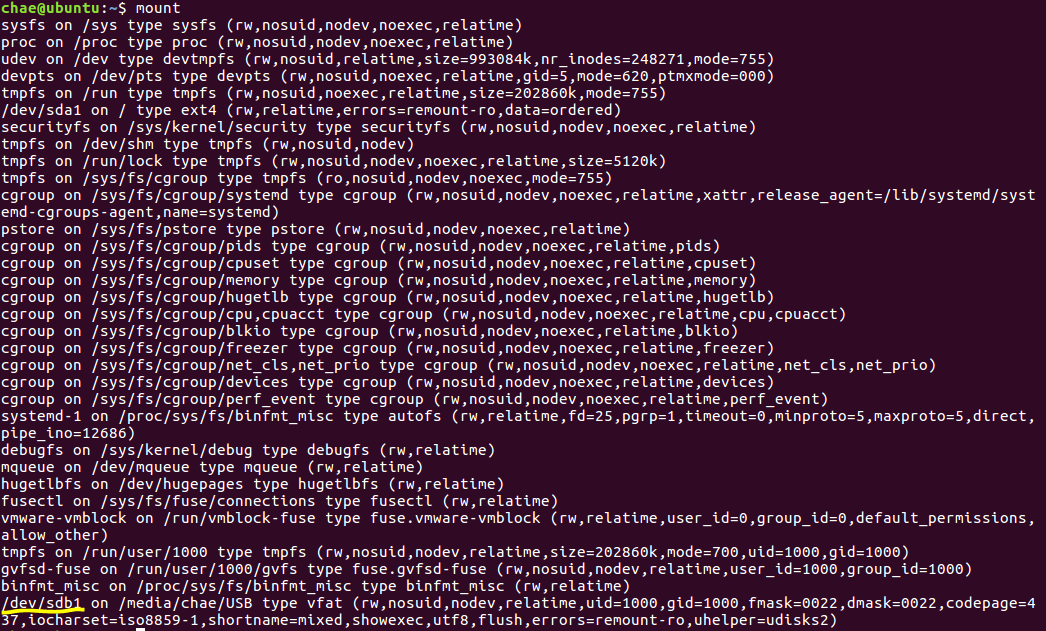 chae@ubuntu:~$ mount
sysfs on /sys type sysfs (rw,nosuid,nodev,noexec,relatime)
proc on /proc type proc (rw,nosuid,nodev,noexec,relatime)
udev on /dev type devtmpfs (rw,nosuid,relatime,size=993084k,nr_inodes=248271,mode=755)
devpts on /dev/pts type devpts (rw,nosuid,noexec,relatime,gid=5,mode=620,ptmxmode=000)
tmpfs on /run type tmpfs (rw,nosuid,noexec,relatime,size=202860k,mode=755)
/dev/sda1 on / type ext4 (rw,relatime,errors=remount-ro,data=ordered)
securityfs on /sys/kernel/security type securityfs (rw,nosuid,nodev,noexec,relatime)
tmpfs on /dev/shm type tmpfs (rw,nosuid,nodev)
tmpfs on /run/lock type tmpfs (rw,nosuid,nodev,noexec,relatime,size=5120k)
tmpfs on /sys/fs/cgroup type tmpfs (ro,nosuid,nodev,noexec,mode=755)
cgroup on /sys/fs/cgroup/systemd type cgroup (rw,nosuid,nodev,noexec,relatime,xattr,release_agent=/lib/systemd/syst
emd-cgroups-agent,name=systemd)
pstore on /sys/fs/pstore type pstore (rw,nosuid,nodev,noexec,relatime)
cgroup on /sys/fs/cgroup/pids type cgroup (rw,nosuid,nodev,noexec,relatime,pids)
cgroup on /sys/fs/cgroup/cpuset type cgroup (rw,nosuid,nodev,noexec,relatime,cpuset)
cgroup on /sys/fs/cgroup/memory type cgroup (rw,nosuid,nodev,noexec,relatime,memory)
cgroup on /sys/fs/cgroup/hugetlb type cgroup (rw,nosuid,nodev,noexec,relatime,hugetlb)
cgroup on /sys/fs/cgroup/cpu,cpuacct type cgroup (rw,nosuid,nodev,noexec,relatime,cpu,cpuacct)
cgroup on /sys/fs/cgroup/blkio type cgroup (rw,nosuid,nodev,noexec,relatime,blkio)
cgroup on /sys/fs/cgroup/freezer type cgroup (rw,nosuid,nodev,noexec,relatime,freezer)
cgroup on /sys/fs/cgroup/net_cls,net_prio type cgroup (rw,nosuid,nodev,noexec,relatime,net_cls,net_prio)
cgroup on /sys/fs/cgroup/devices type cgroup (rw,nosuid,nodev,noexec,relatime,devices)
cgroup on /sys/fs/cgroup/perf_event type cgroup (rw,nosuid,nodev,noexec,relatime,perf_event)
systemd-1 on /proc/sys/fs/binfmt_misc type autofs (rw,relatime,fd=25,pgrp=1,timeout=0,minproto=5,maxproto=5,direct,
pipe_ino=12686)
debugfs on /sys/kernel/debug type debugfs (rw,relatime)
mqueue on /dev/mqueue type mqueue (rw,relatime)
hugetlbfs on /dev/hugepages type hugetlbfs (rw,relatime)
fusectl on /sys/fs/fuse/connections type fusectl (rw,relatime)
vmware-vmblock on /run/vmblock-fuse type fuse.vmware-vmblock (rw,relatime,user_id=0,group_id=0,default_permissions,
allow_other)
tmpfs on /run/user/1000 type tmpfs (rw,nosuid,nodev,relatime,size=202860k,mode=700,uid=1000,gid=1000)
gvfsd-fuse on /run/user/1000/gvfs type fuse.gvfsd-fuse (rw,nosuid,nodev,relatime,user_id=1000,group_id=1000)
binfmt_misc on /proc/sys/fs/binfmt_misc type binfmt_misc (rw,relatime)
/dev/sdb1 on /media/chae/USB type vfat (rw,nosuid,nodev,relatime,uid=1000,gid=1000,fmask=0022,dmask=0022,codepage=4
37,iocharset=iso8859-1,shortname=mixed,showexec,utf8,flush,errors=remount-ro,uhelper=udisks2)